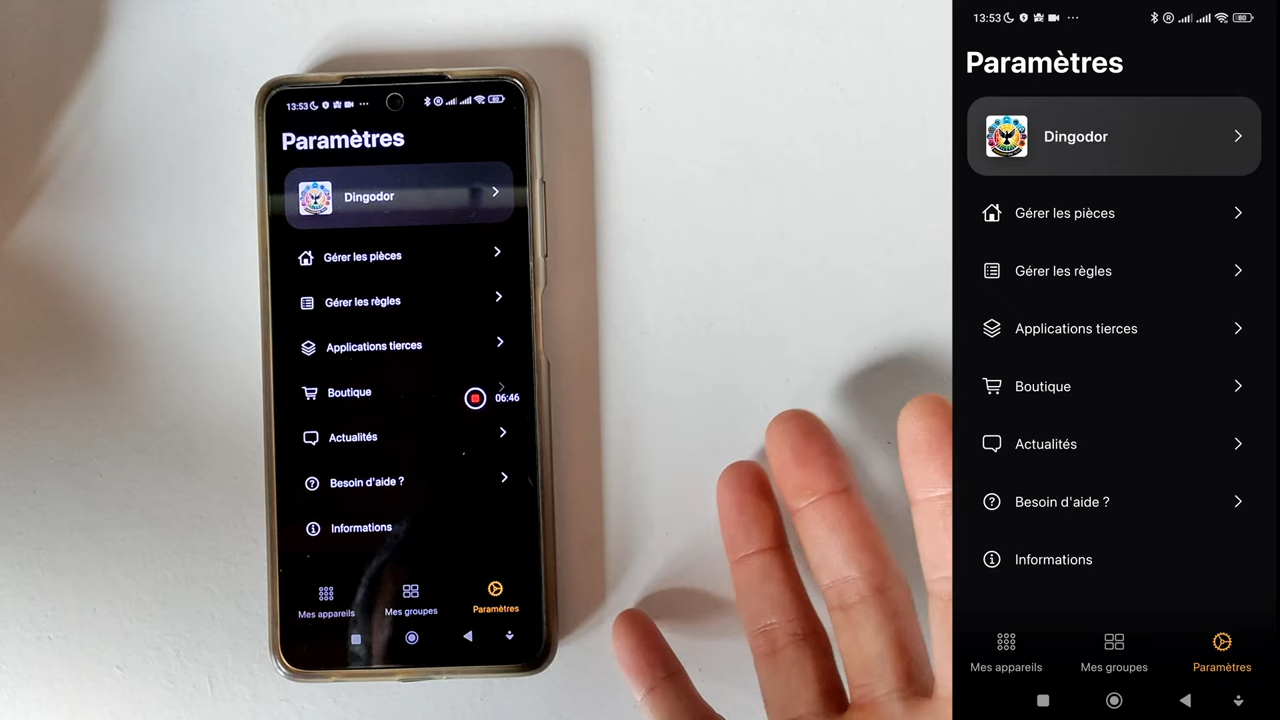 13:53
Paramètres
Dingodor
Gérer les pièces
Gérer les règles
Applications tierces
Boutique
06:46
Actualités
Besoin d'aide ?
Informations
Mes appareils
Mes groupes
Paramètres
13:53
80
Paramètres
Dingodor
Gérer les pièces
Gérer les règles
Applications tierces
Boutique
Actualités
Besoin d'aide ?
Informations
Mes appareils
Mes groupes
Paramètres